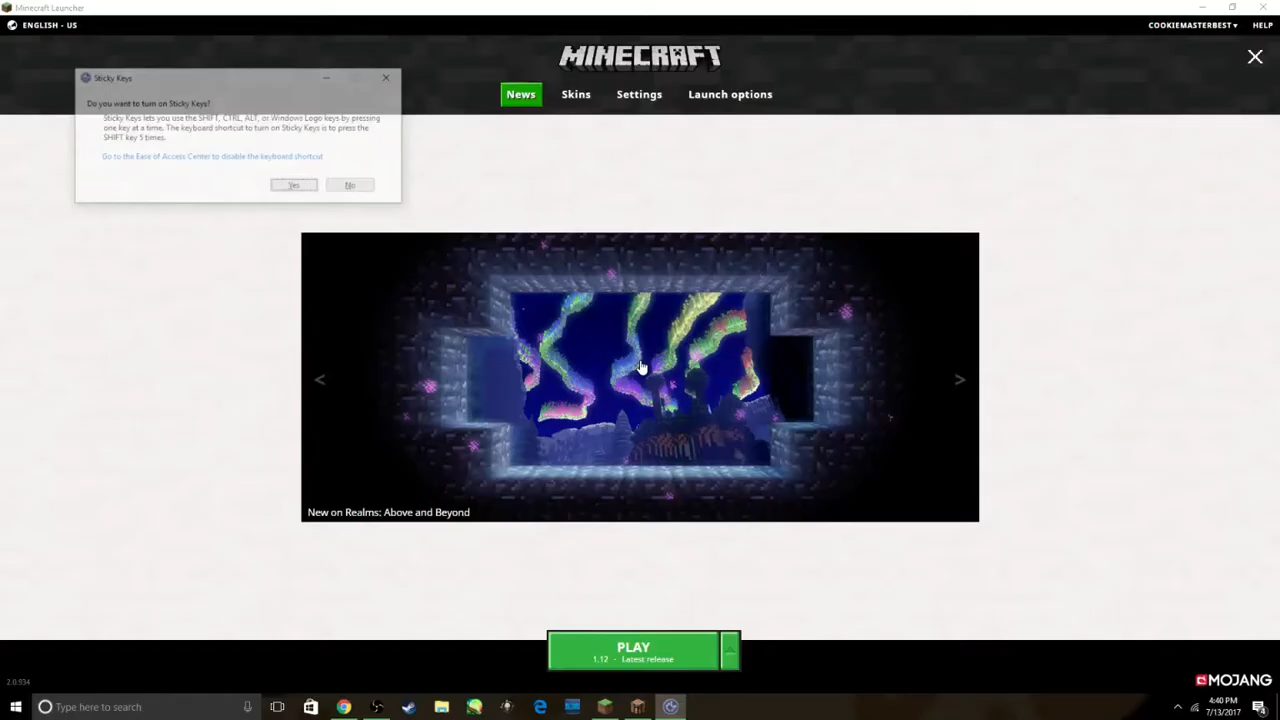 Minecraft Launcher
ENGLISH - US
COOKIEMASTERBEST
HELP
MINECRAFT
News
Skins
Settings
Launch options
Sticky Keys
Do you want to turn on Sticky Keys?
Sticky Keys lets you use the SHIFT, CTRL, ALT, or Windows Logo keys by pressing
one key at a time. The keyboard shortcut to turn on Sticky Keys is to press the
SHIFT key 5 times.
Go to the Ease of Access Center to disable the keyboard shortcut
Yes
No
New on Realms: Above and Beyond
PLAY
1.12 - Latest release
2.0.934
MOJANG
Type here to search
4:40 PM
7/13/2017
4